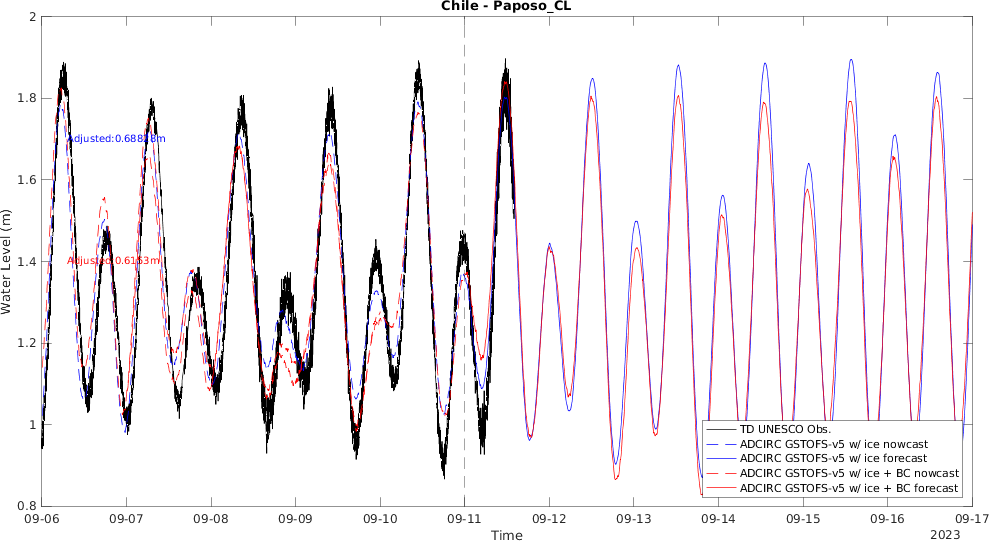 Chile - Paposo_CL
Water Level (m)
2
1.8
1.6
1.4
1.2
1
0.8
Adjusted:0.6163m
09-06
09-07
09-08
09-09
09-10
09-11
09-12
09-13
09-14
09-15
09-16
09-17
Time
2023
TD UNESCO Obs.
ADCIRC GSTOFS-v5 w/ ice nowcast
ADCIRC GSTOFS-v5 w/ ice forecast
ADCIRC GSTOFS-v5 w/ ice + BC nowcast
ADCIRC GSTOFS-v5 w/ ice + BC forecast